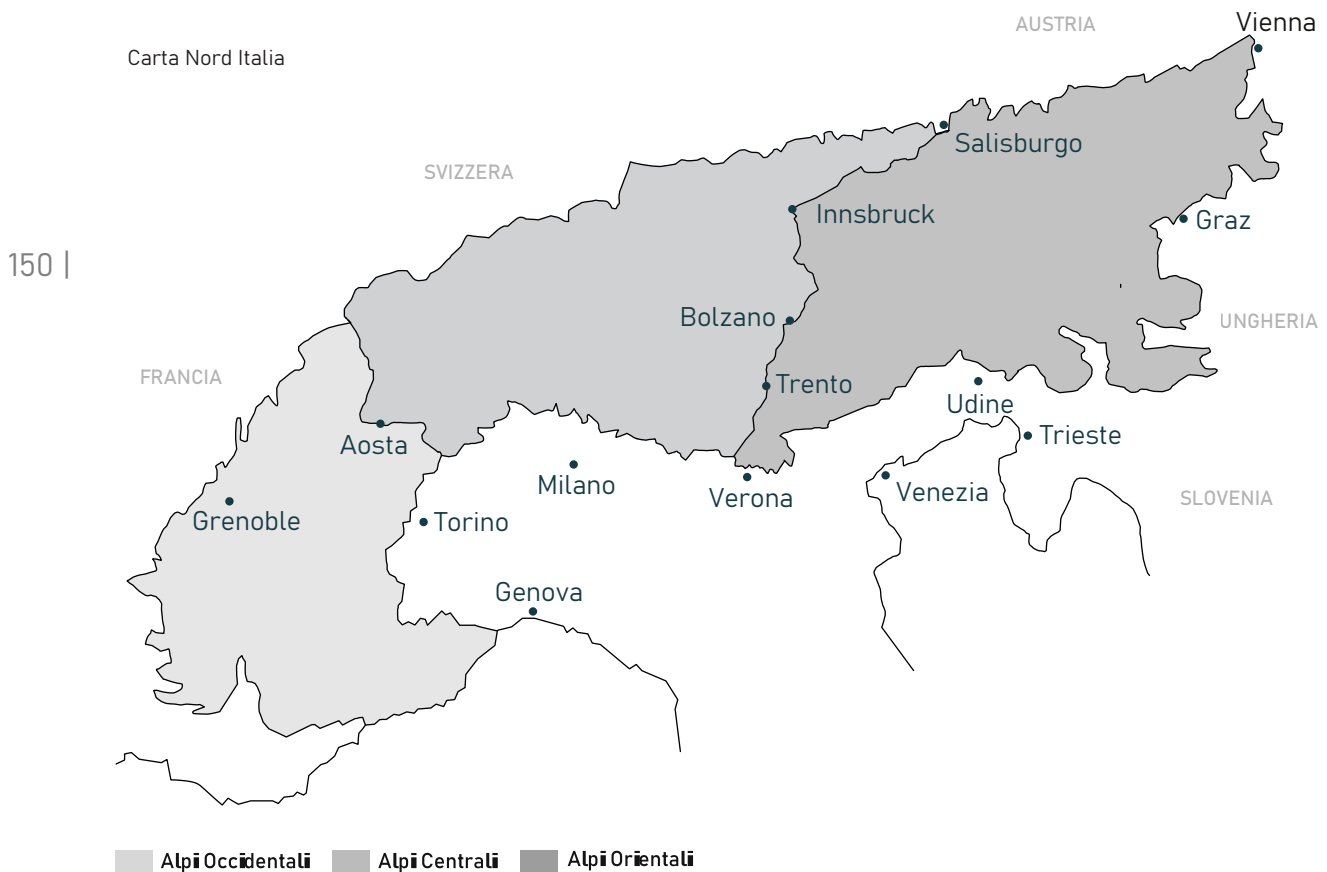 Vienna
AUSTRIA
Carta Nord Italia
Salisburgo
SVIZZERA
Innsbruck
Graz
150 |
Bolzano
UNGHERIA
FRANCIA
Trento
Udine
Aosta
Trieste
Milano
Verona
Venezia
SLOVENIA
Grenoble
Torino
Genova
Alpi Occidentali
Alpi Centrali
Alpi Orientali